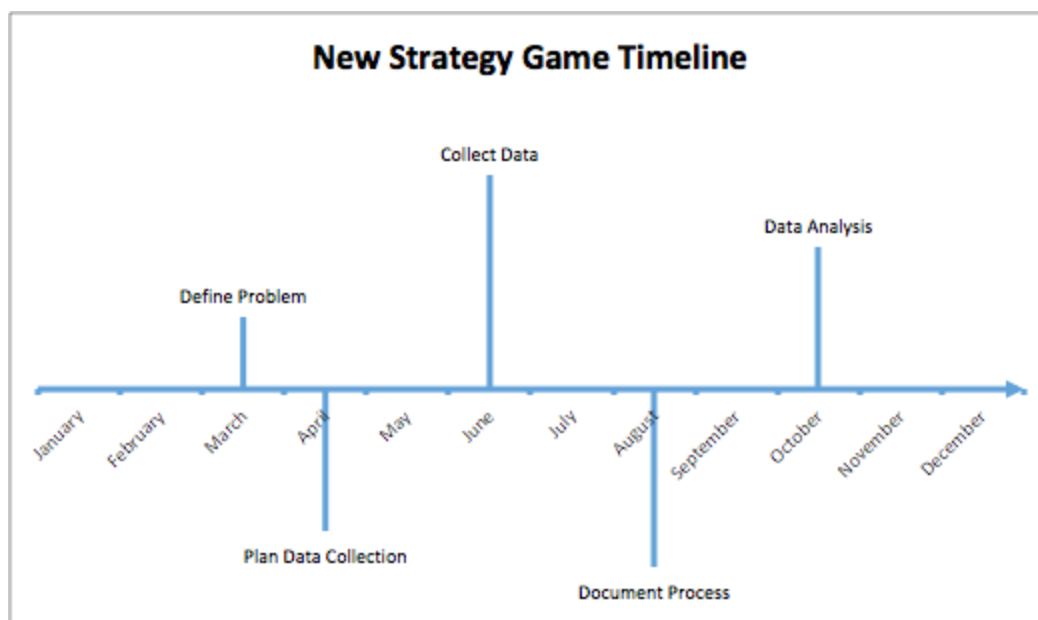 New Strategy Game Timeline
Collect Data
Data Analysis
Define Problem
January
February
March
April
May
June
July
August
September
October
November
December
Plan Data Collection
Document Process